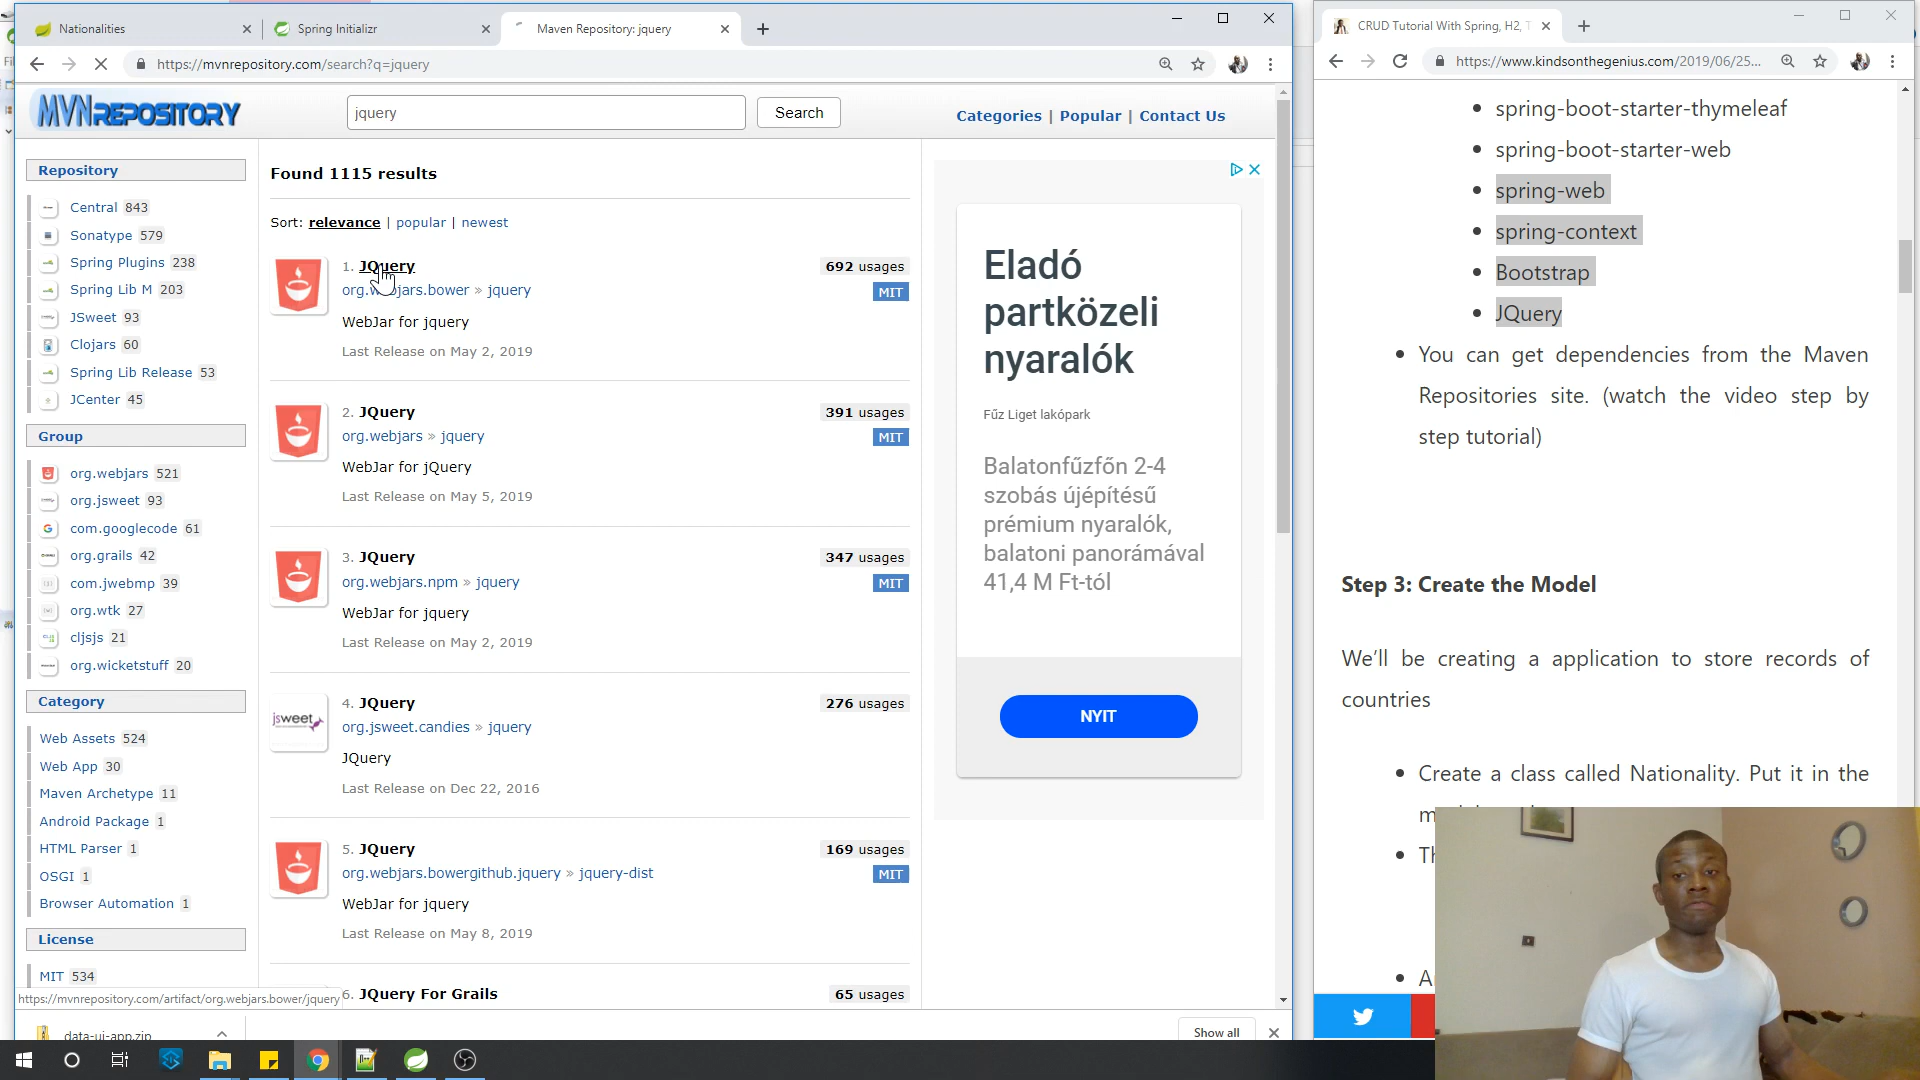 Nationalities
Spring Initializr
Maven Repository: jquery
https://mvnrepository.com/search?q=jquery
MVNREPOSITORY
jquery
Search
Categories | Popular | Contact Us
Repository
Central 843
Sonatype 579
Spring Plugins 238
Spring Lib M 203
JSweet 93
Clojars 60
Spring Lib Release 53
JCenter 45
Group
org.webjars 521
org.jsweet 93
com.googlecode 61
org.grails 42
com.jwebmp 39
org.wtk 27
cljsjs 21
org.wicketstuff 20
Category
Web Assets 524
Web App 30
Maven Archetype 11
Android Package 1
HTML Parser 1
OSGI 1
Browser Automation 1
License
MIT 534
https://mvnrepository.com/artifact/org.webjars.bower/jquery
Found 1115 results
Sort: relevance | popular | newest
1. JQuery
692 usages
org.webjars.bower » jquery
MIT
WebJar for jquery
Last Release on May 2, 2019
2. JQuery
391 usages
org.webjars » jquery
MIT
WebJar for jQuery
Last Release on May 5, 2019
3. JQuery
347 usages
org.webjars.npm » jquery
MIT
WebJar for jquery
Last Release on May 2, 2019
jsweet
4. JQuery
276 usages
org.jsweet.candies » jquery
JQuery
Last Release on Dec 22, 2016
5. JQuery
169 usages
org.webjars.bowergithub.jquery » jquery-dist
MIT
WebJar for jquery
Last Release on May 8, 2019
6. JQuery For Grails
65 usages
Eladó
partközeli
nyaralók
Fűz Liget lakópark
Balatonfűzfőn 2-4
szobás újépítésű
prémium nyaralók,
balatoni panorámával
41,4 M Ft-tól
NYIT
data-ui-app.zip
Show all
CRUD Tutorial With Spring, H2, T
https://www.kindsonthegenius.com/2019/06/25...
spring-boot-starter-thymeleaf
spring-boot-starter-web
spring-web
spring-context
Bootstrap
JQuery
You can get dependencies from the Maven
Repositories site. (watch the video step by
step tutorial)
Step 3: Create the Model
We'll be creating a application to store records of
countries
Create a class called Nationality. Put it in the